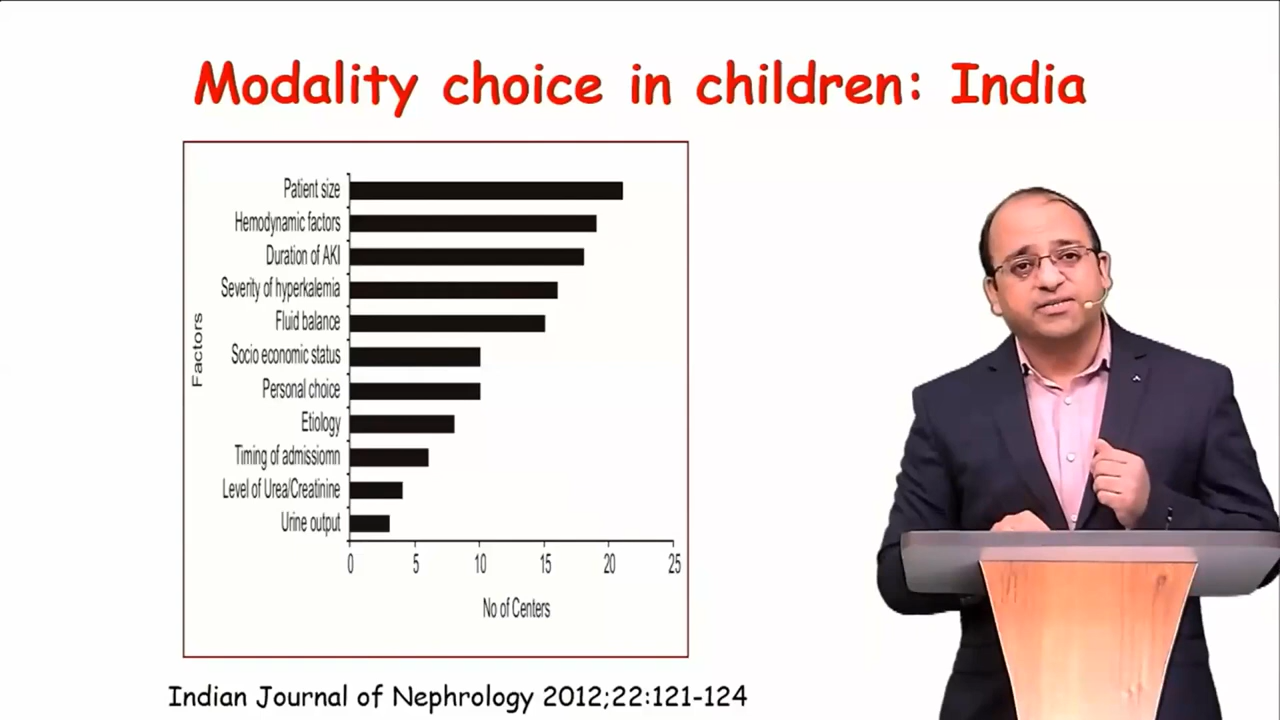 Modality choice in children: India
Patient size
Hemodynamic factors
Duration of AKI
Severity of hyperkalemia
Fluid balance
Socio economic status
Personal choice
Etiology
Timing of admissiomn
Level of Urea/Creatinine
Urine output
Factors
0 5 10 15 20 25
No of Centers
Indian Journal of Nephrology 2012;22:121-124